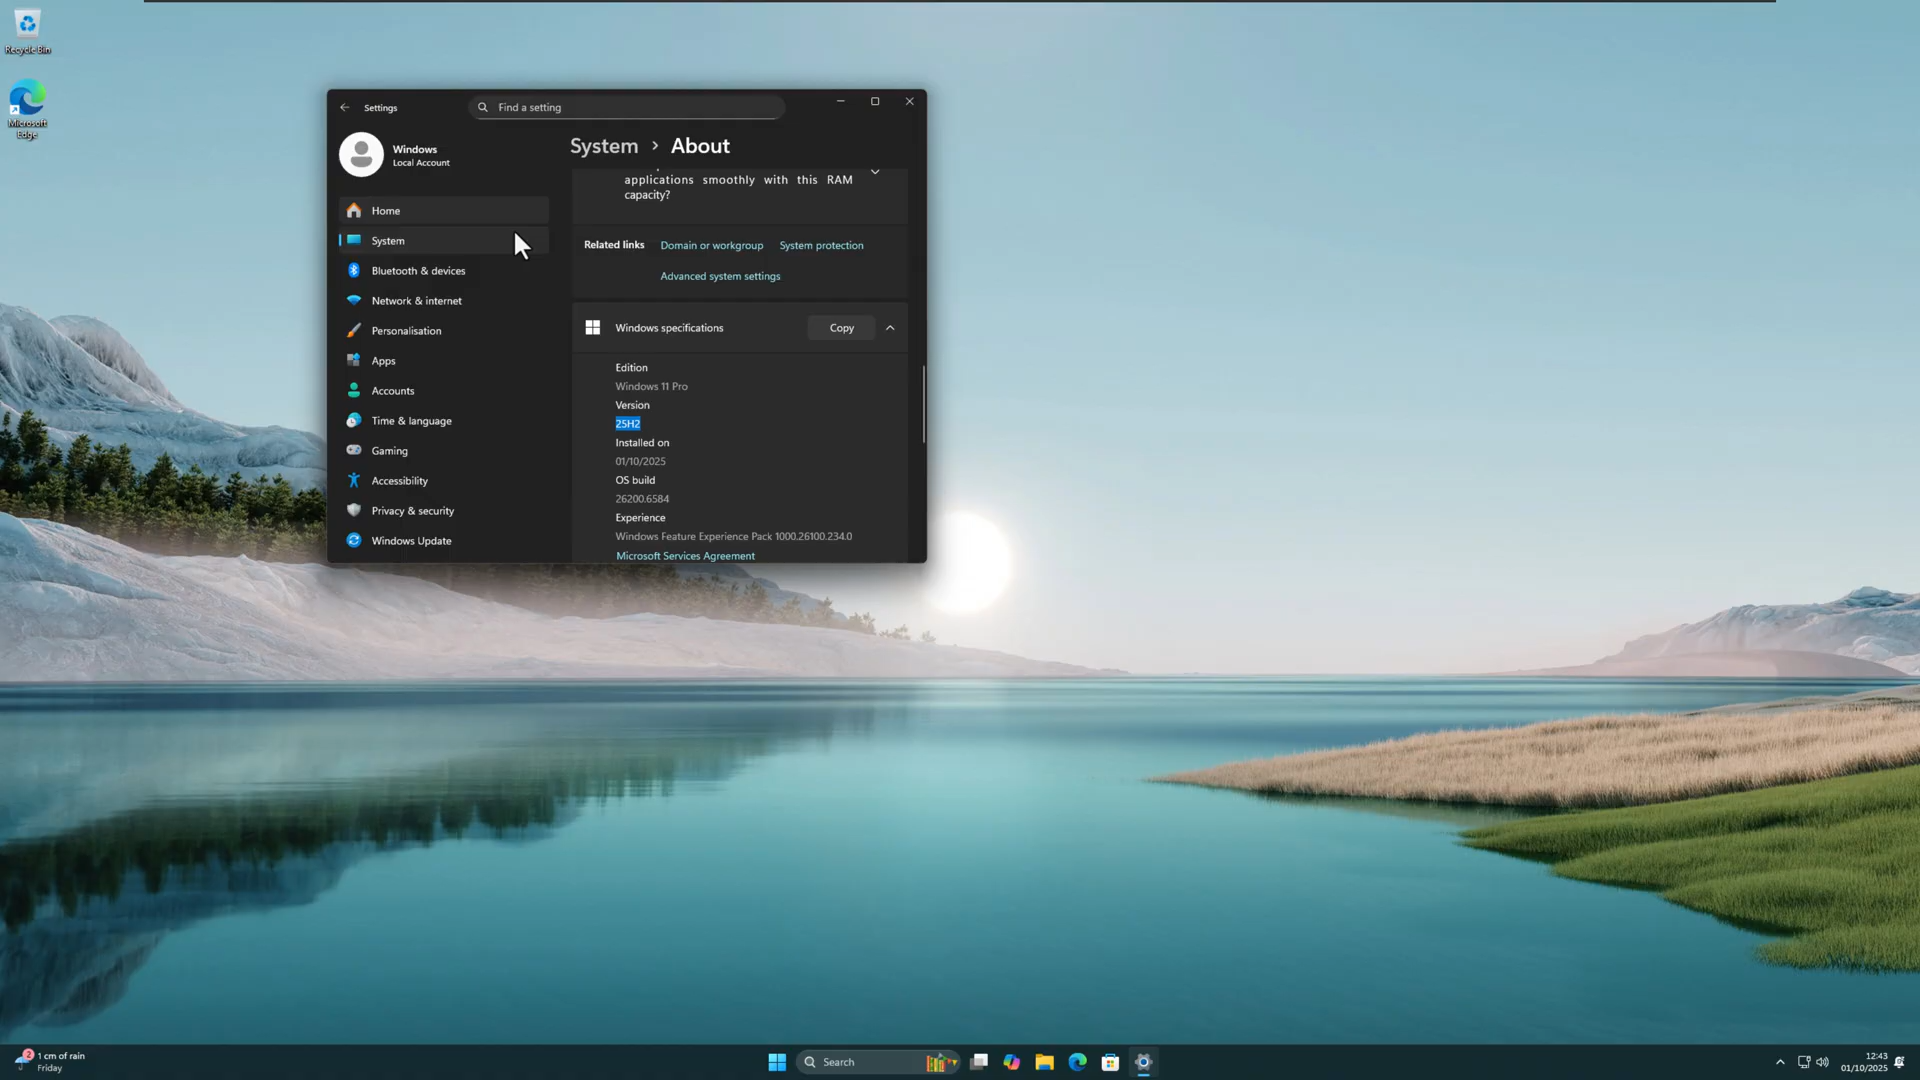 Recycle Bin
Microsoft
Edge
Settings
Find a setting
Windows
Local Account
Home
System
Bluetooth & devices
Network & internet
Personalisation
Apps
Accounts
Time & language
Gaming
Accessibility
Privacy & security
Windows Update
System > About
applications smoothly with this RAM
capacity?
Related links Domain or workgroup System protection
Advanced system settings
Windows specifications Copy
Edition
Windows 11 Pro
Version
25H2
Installed on
01/10/2025
OS build
26200.6584
Experience
Windows Feature Experience Pack 1000.26100.234.0
Microsoft Services Agreement
2
1 cm of rain
Friday
Search
12:43
01/10/2025